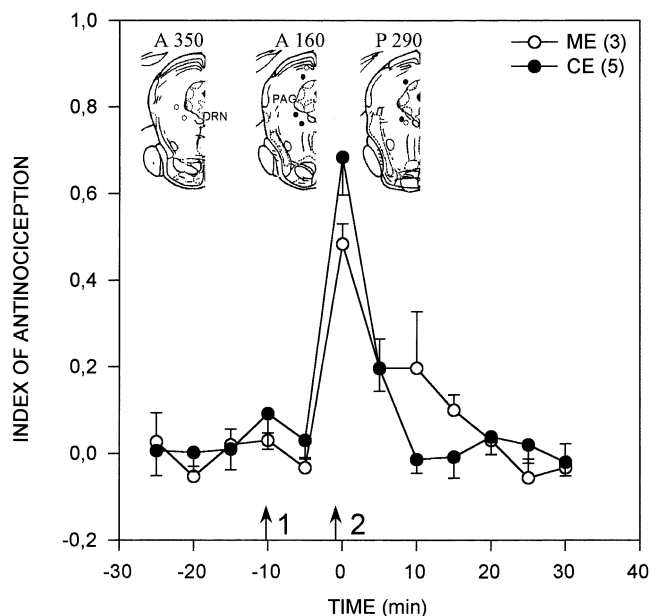 A 350 A 160 P 290
ME (3)
CE (5)
DRN
PAG
INDEX OF ANTINOCICEPTION
1,0
0,8
0,6
0,4
0,2
0,0
-0,2
1 2
-30 -20 -10 0 10 20 30 40
TIME (min)